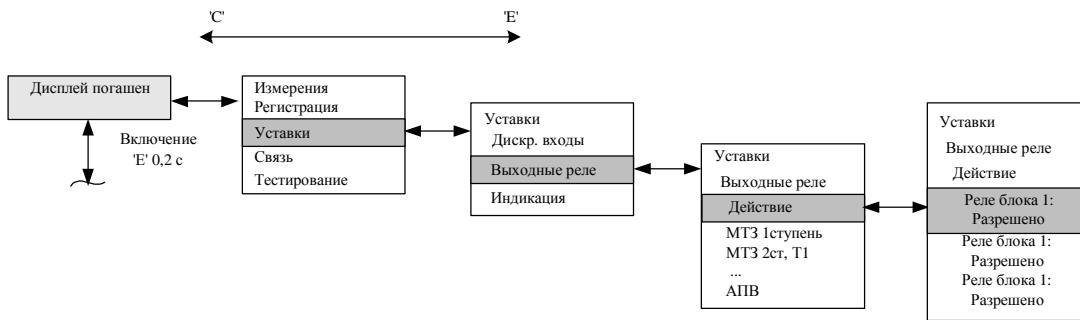 'C'
'E'
Дисплей погашен
Включение
'E' 0,2 с
Измерения
Регистрация
Уставки
Связь
Тестирование
Уставки
Дискр. входы
Выходные реле
Индикация
Уставки
Выходные реле
Действие
МТЗ 1ступень
МТЗ 2ст, Т1
...
АПВ
Уставки
Выходные реле
Действие
Реле блока 1:
Разрешено
Реле блока 1:
Разрешено
Реле блока 1:
Разрешено